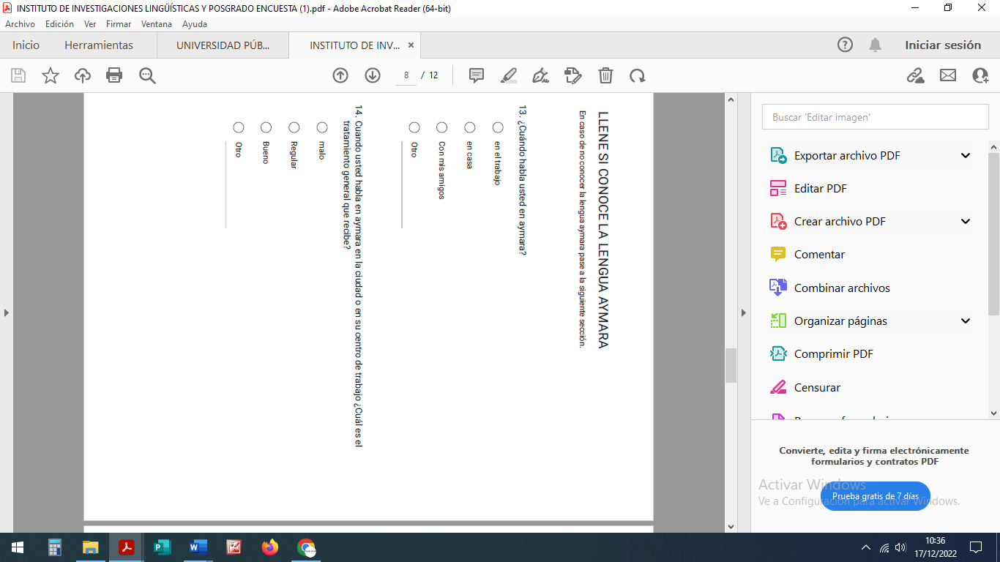 INSTITUTO DE INVESTIGACIONES LINGÜÍSTICAS Y POSGRADO ENCUESTA (1).pdf - Adobe Acrobat Reader (64-bit)
Archivo Edición Ver Firmar Ventana Ayuda
Inicio Herramientas UNIVERSIDAD PÚB... INSTITUTO DE INV... Iniciar sesión
8 / 12
LLENE SI CONOCE LA LENGUA AYMARA
En caso de no conocer la lengua aymara pase a la siguiente sección.
13. ¿Cuándo habla usted en aymara?
en el trabajo
en casa
Con mis amigos
Otro
14. Cuando usted habla en aymara en la ciudad o en su centro de trabajo ¿Cuál es el
tratamiento general que recibe?
malo
Regular
Bueno
Otro
Buscar 'Editar imagen'
Exportar archivo PDF
Editar PDF
Crear archivo PDF
Comentar
Combinar archivos
Organizar páginas
Comprimir PDF
Censurar
Convierte, edita y firma electrónicamente
formularios y contratos PDF
Prueba gratis de 7 días
Activar Windows
Ve a Configuración para activar Windows.
10:36
17/12/2022